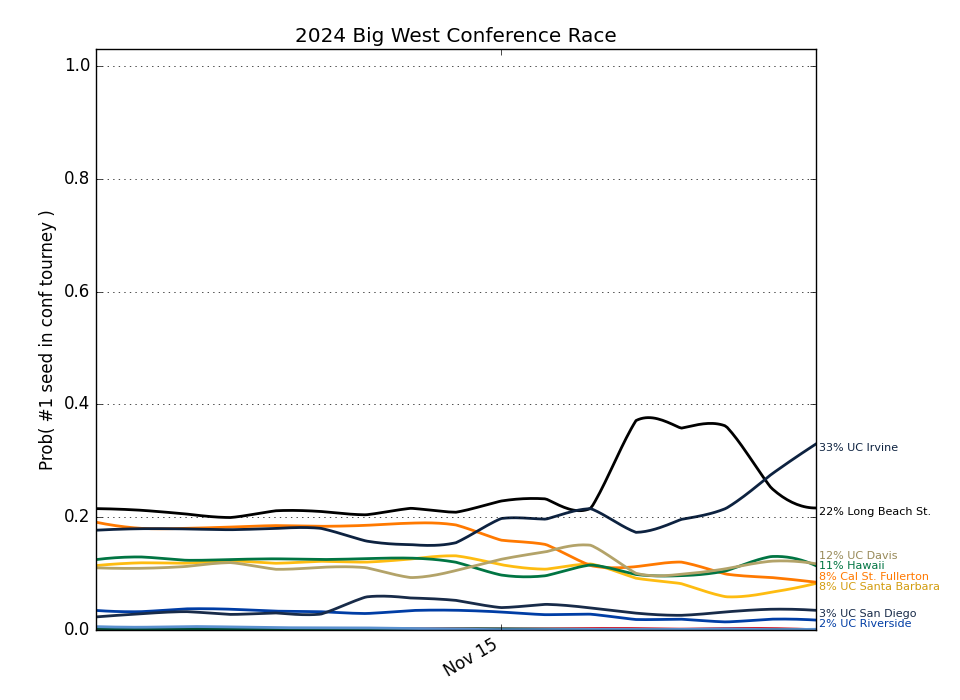 2024 Big West Conference Race
Prob( #1 seed in conf tourney )
1.0
0.8
0.6
0.4
0.2
0.0
Nov 15
33% UC Irvine
22% Long Beach St.
12% UC Davis
11% Hawaii
8% Cal St. Fullerton
8% UC Santa Barbara
3% UC San Diego
2% UC Riverside